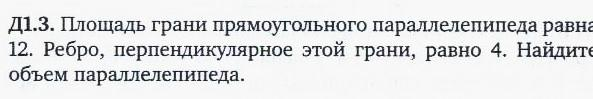 Д1.3. Площадь грани прямоугольного параллелепипеда равна
12. Ребро, перпендикулярное этой грани, равно 4. Найдите
объем параллелепипеда.